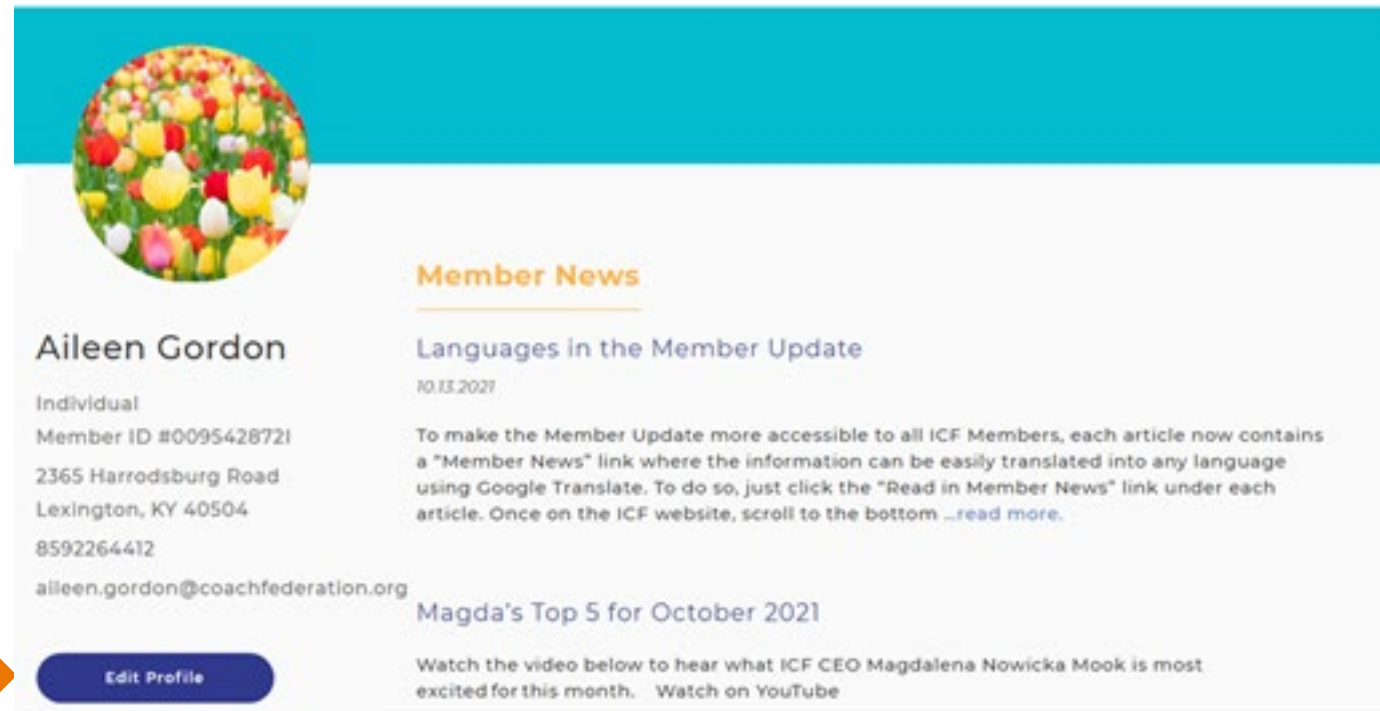 Aileen Gordon
Individual
Member ID #009542872I
2365 Harrodsburg Road
Lexington, KY 40504
8592264412
aileen.gordon@coachfederation.org
Edit Profile
Member News
Languages in the Member Update
10.13.2021
To make the Member Update more accessible to all ICF Members, each article now contains
a "Member News" link where the information can be easily translated into any language
using Google Translate. To do so, just click the "Read in Member News" link under each
article. Once on the ICF website, scroll to the bottom ...read more.
Magda's Top 5 for October 2021
Watch the video below to hear what ICF CEO Magdalena Nowicka Mook is most
excited for this month. Watch on YouTube